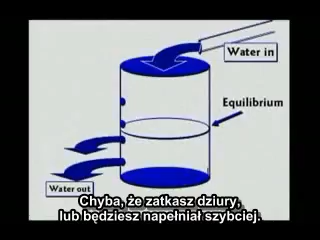 Water in
Equilibrium
Water out
Chyba, że zatkasz dziury,
lub będziesz napełniał szybciej.